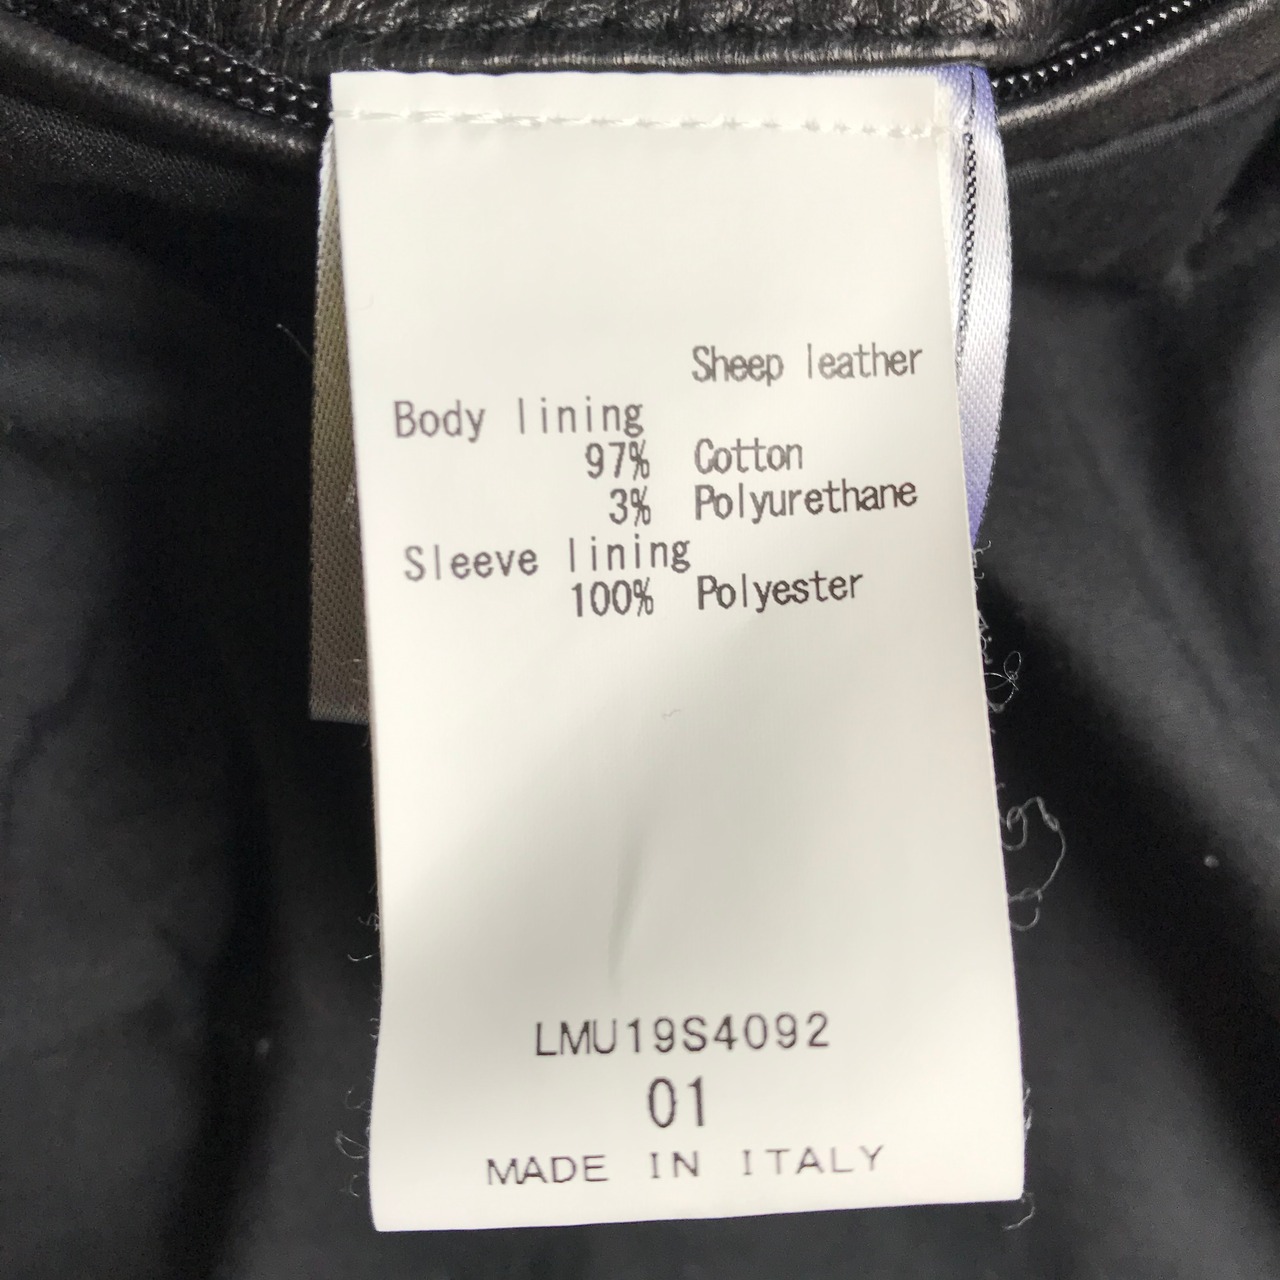 Sheep leather
Body lining
97% Cotton
3% Polyurethane
Sleeve lining
100% Polyester
LMU19S4092
01
MADE IN ITALY